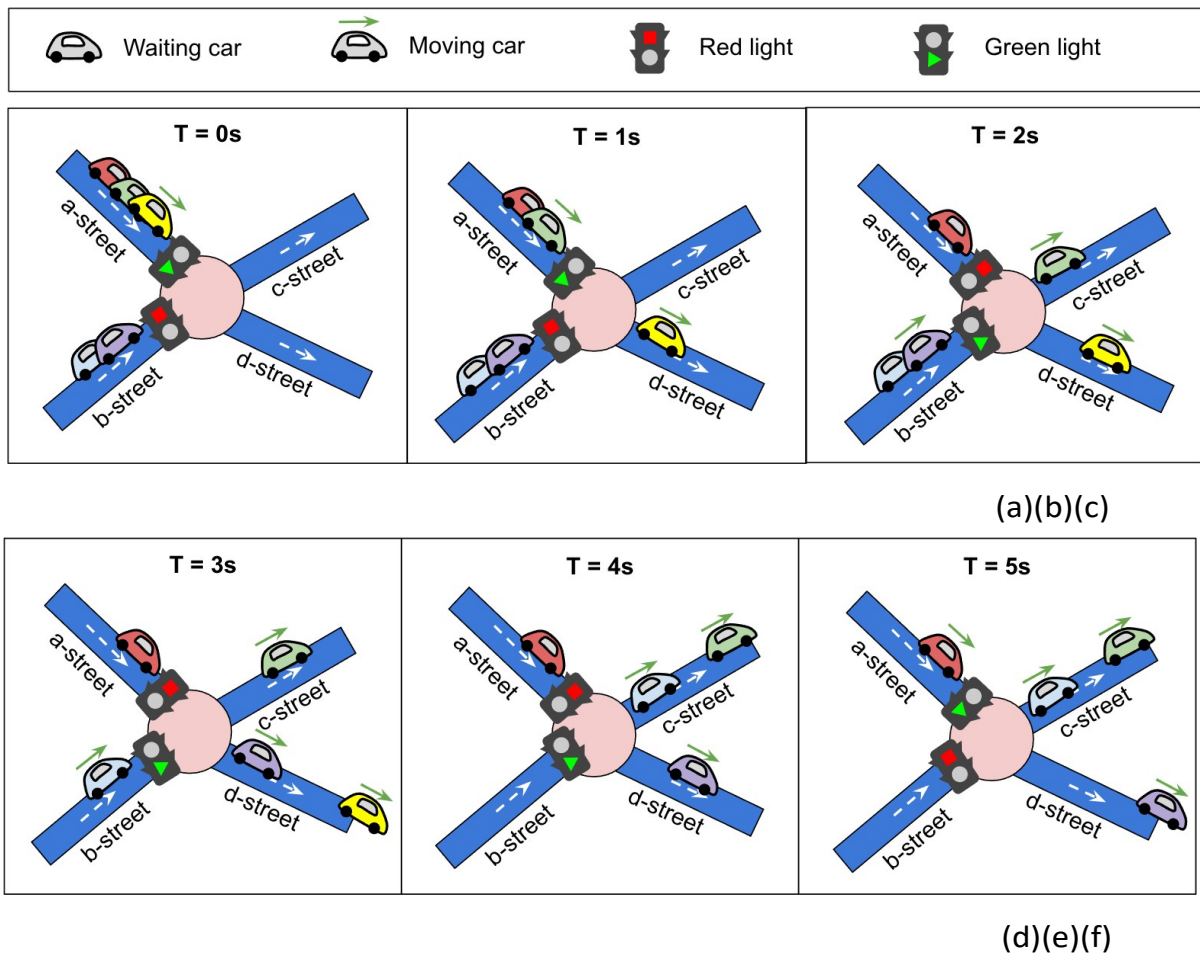 Waiting car
Moving car
Red light
Green light
T = 0s
a-street
b-street
c-street
d-street
T = 1s
a-street
b-street
c-street
d-street
T = 2s
a-street
b-street
c-street
d-street
(a)(b)(c)
T = 3s
a-street
b-street
c-street
d-street
T = 4s
a-street
b-street
c-street
d-street
T = 5s
a-street
b-street
c-street
d-street
(d)(e)(f)